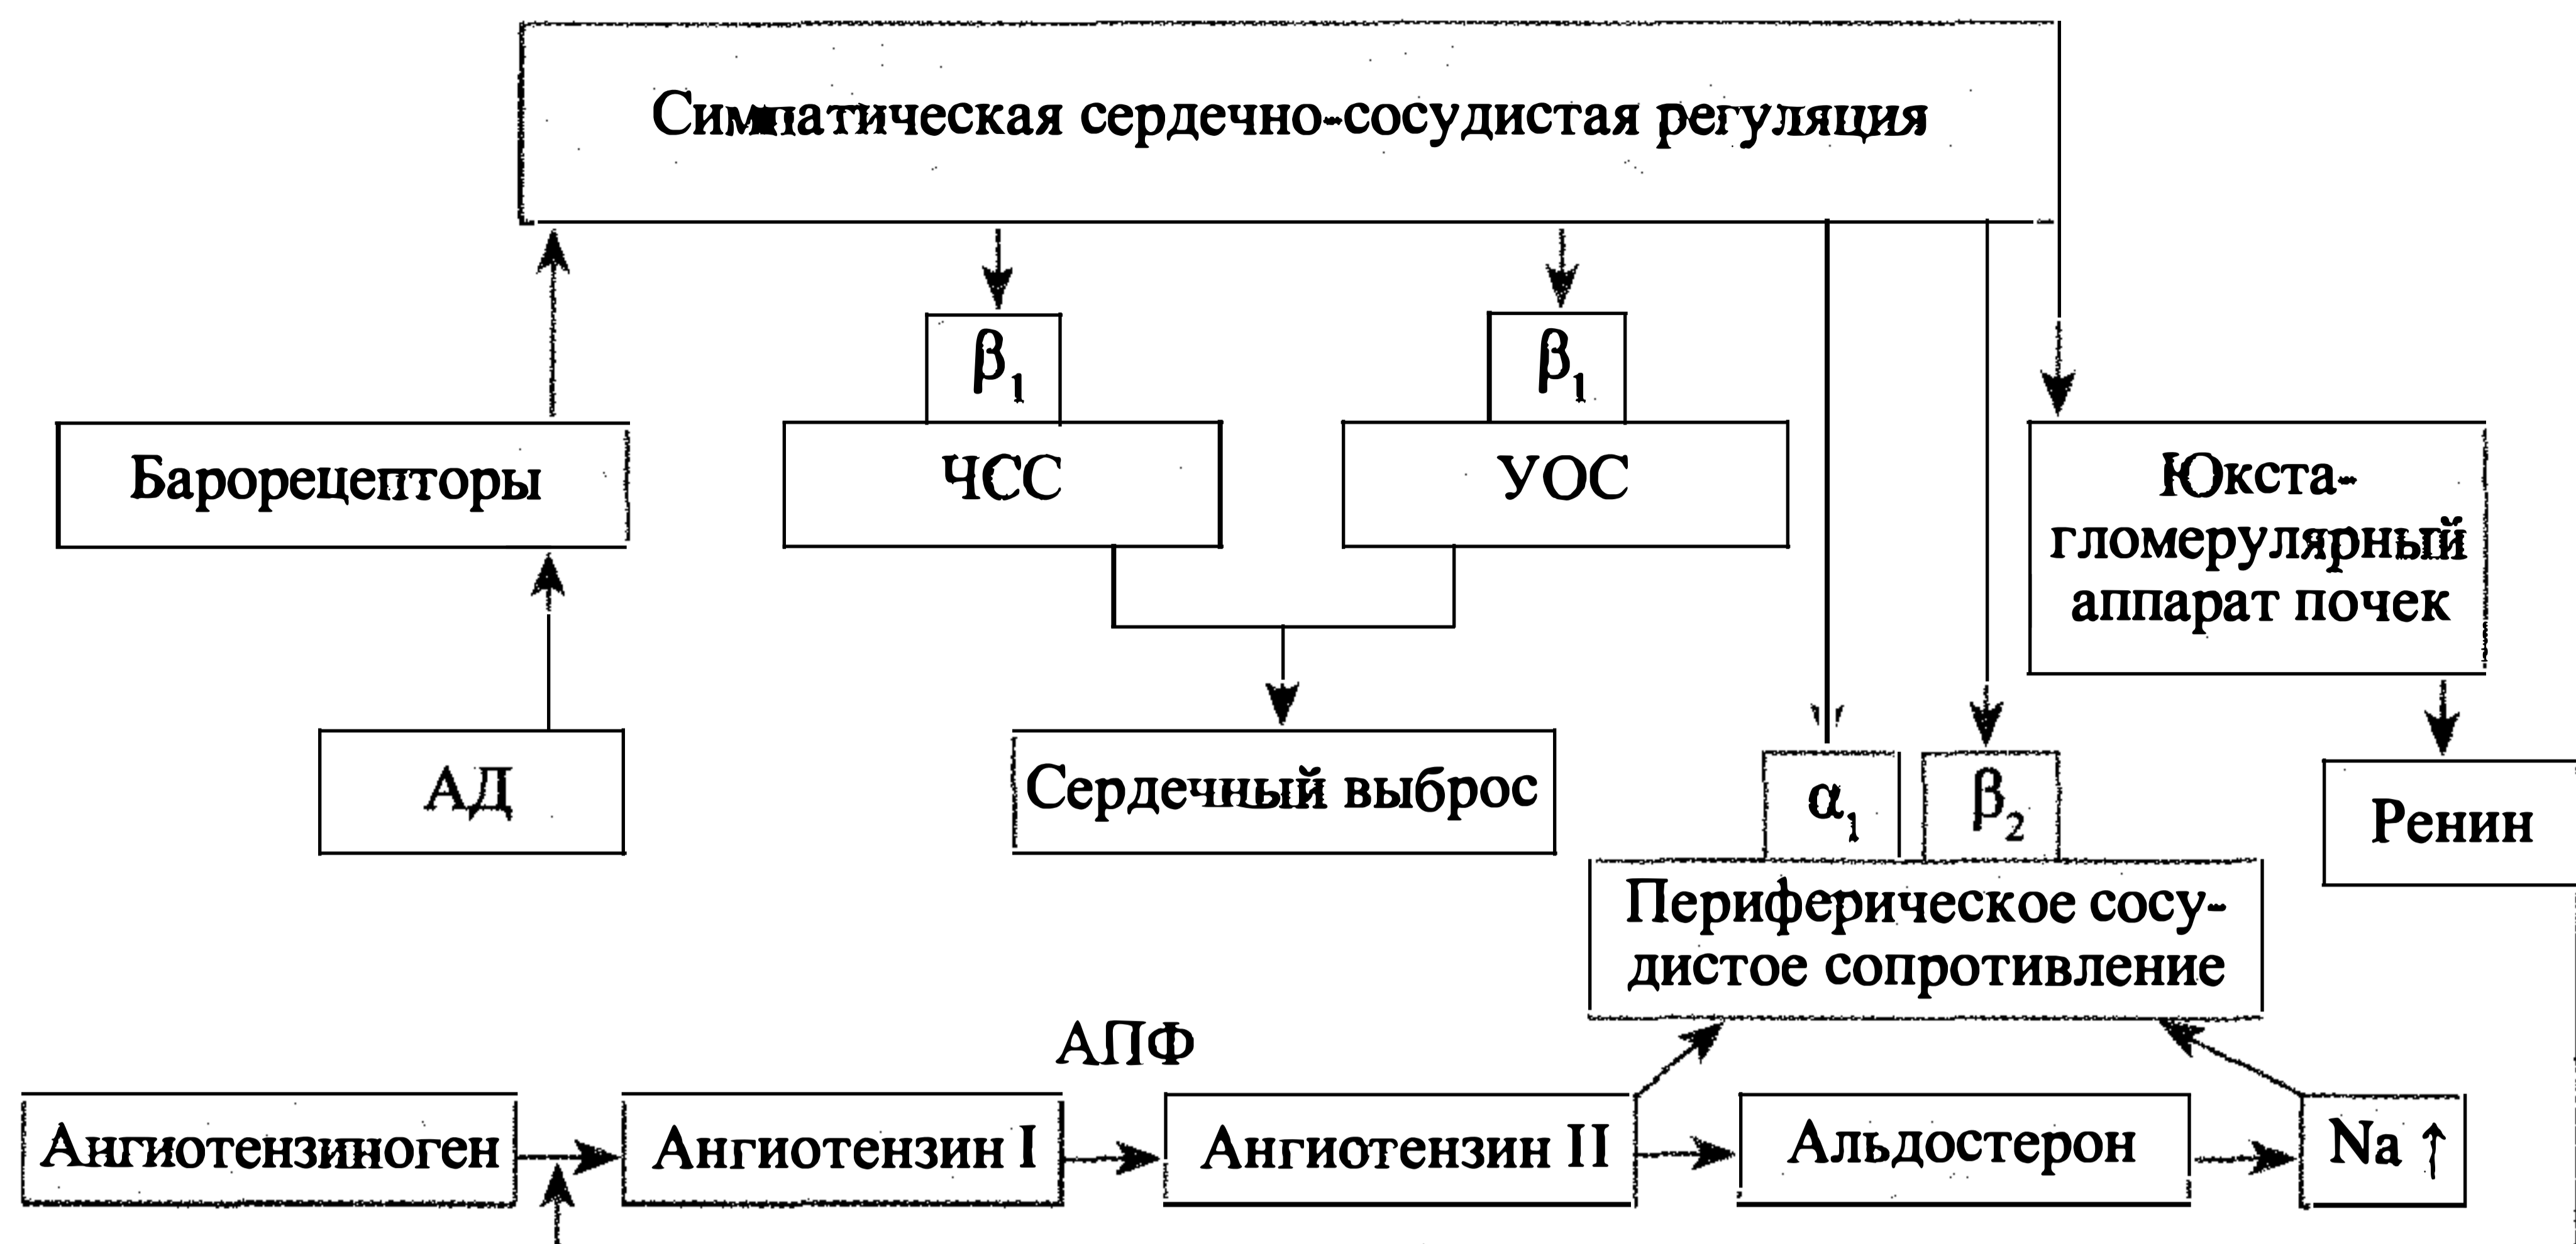 Симпатическая сердечно-сосудистая регуляция
β1
β1
Барорецепторы
ЧСС
УОС
Юкста-
гломерулярный
аппарат почек
АД
Сердечный выброс
α1
β2
Ренин
Периферическое сосу-
дистое сопротивление
АПФ
Ангиотензиноген
Ангиотензин I
Ангиотензин II
Альдостерон
Na ↑